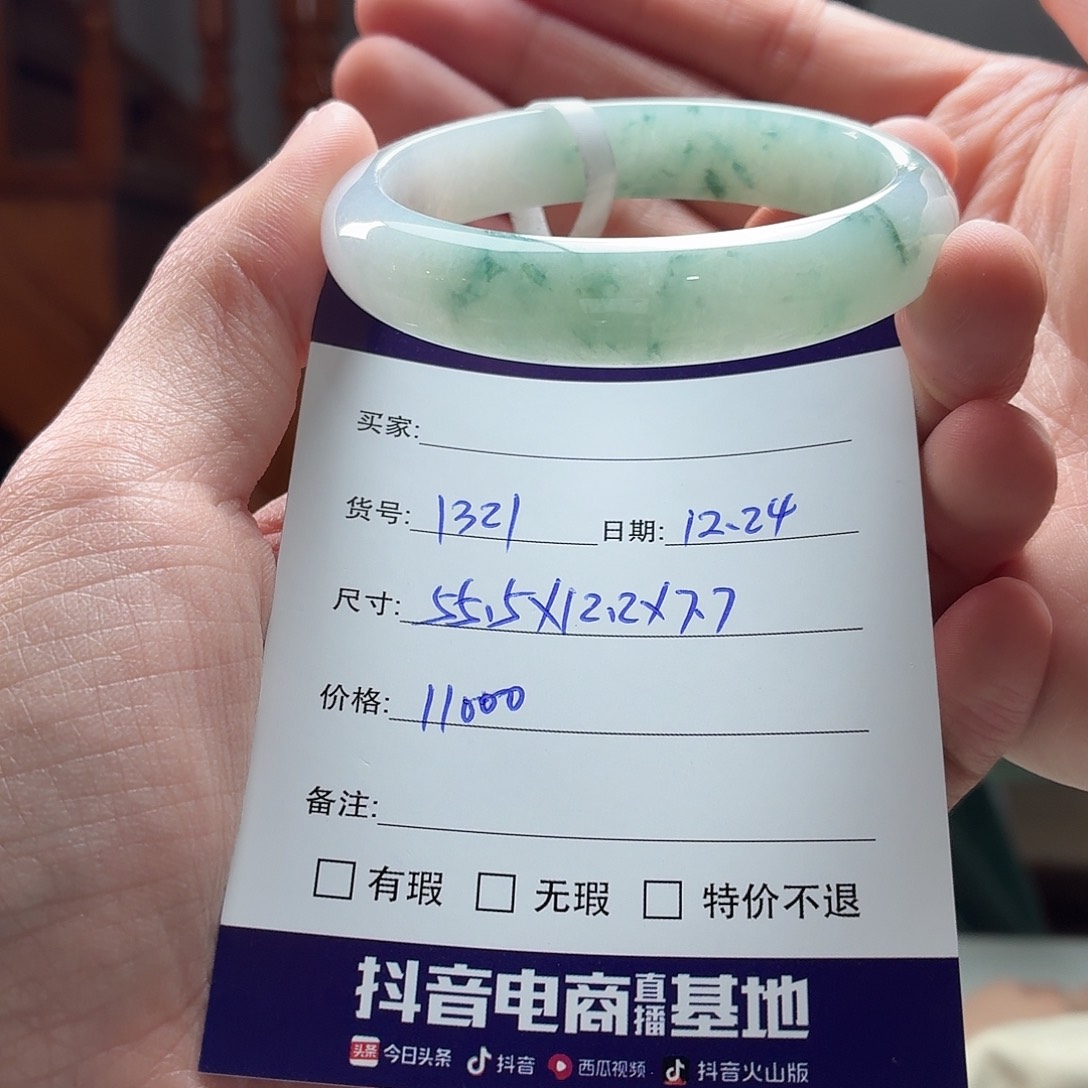 买家:
货号: 1321 日期: 12.24
尺寸: 55.5X12.2X7.7
价格: 11000
备注:
□ 有瑕 □ 无瑕 □ 特价不退
抖音电商直播基地
头条 今日头条 抖音 西瓜视频 抖音火山版